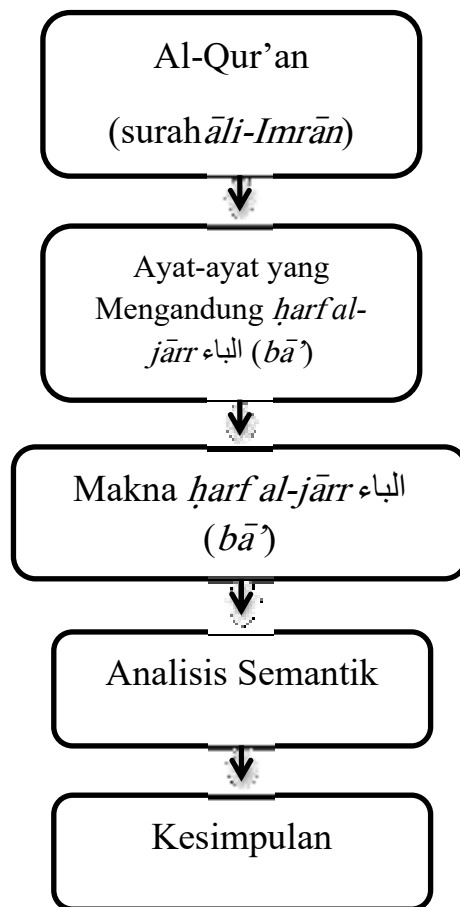 Al-Qur’an
(surah āli-Imrān)
Ayat-ayat yang
Mengandung ḥarf al-
jārr الباء (bā’)
Makna ḥarf al-jārr الباء
(bā’)
Analisis Semantik
Kesimpulan